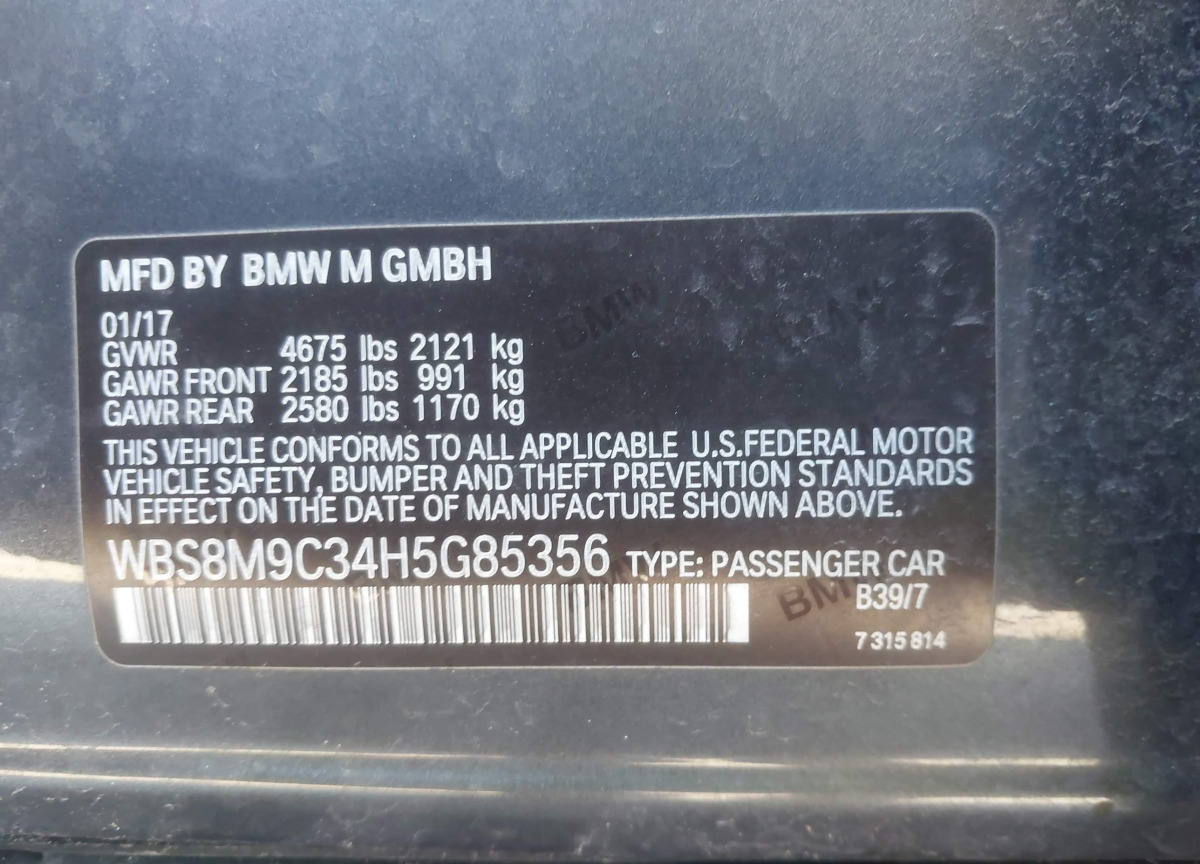 MFD BY BMW M GMBH
01/17
GVWR 4675 lbs 2121 kg
GAWR FRONT 2185 lbs 991 kg
GAWR REAR 2580 lbs 1170 kg
THIS VEHICLE CONFORMS TO ALL APPLICABLE U.S.FEDERAL MOTOR
VEHICLE SAFETY, BUMPER AND THEFT PREVENTION STANDARDS
IN EFFECT ON THE DATE OF MANUFACTURE SHOWN ABOVE.
WBS8M9C34H5G85356 TYPE: PASSENGER CAR
B39/7
7 315 814
BMW